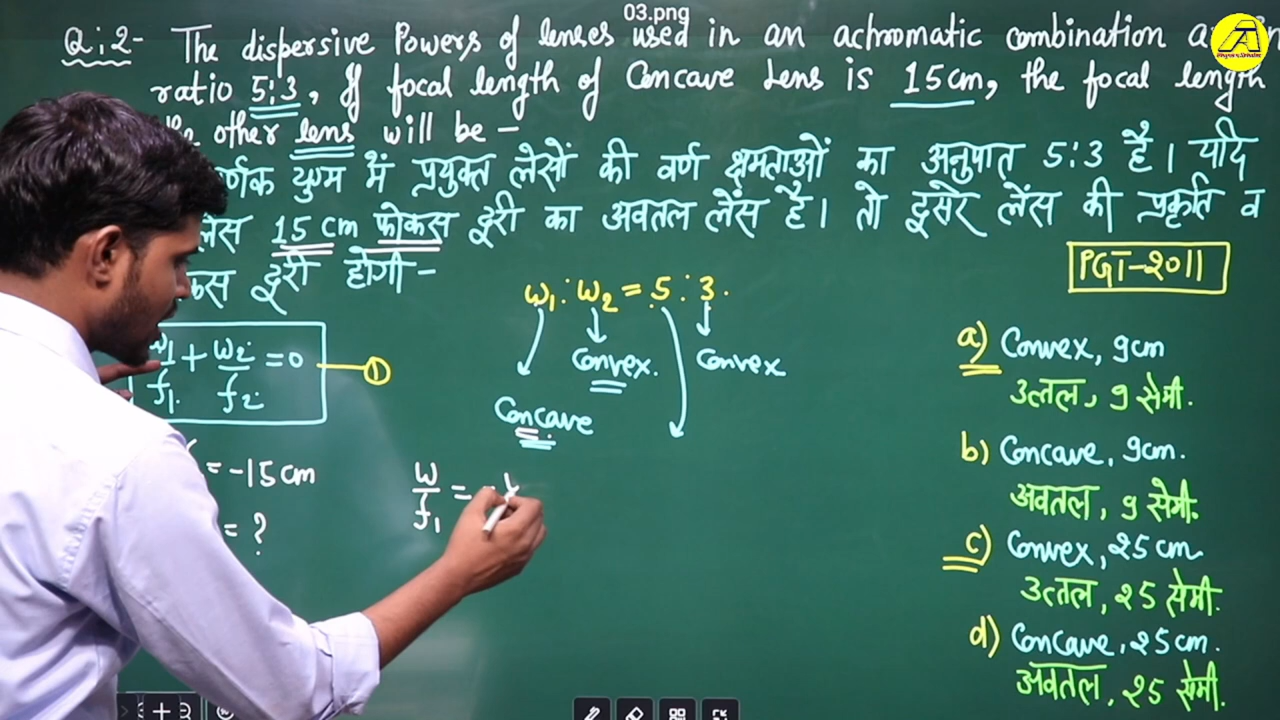 03.png
Q:2- The dispersive Powers of lenses used in an achromatic combination
ratio 5:3, If focal length of Concave Lens is 15cm, the focal length
other lens will be -
युग्म में प्रयुक्त लेंसों की वर्ण क्षमताओं का अनुपात 5:3 है। यदि
15 cm फोकस दूरी का अवतल लेंस है। तो दूसरे लेंस की प्रकृति व
दूरी होगी -
PGT-2011
ω₁ : ω₂ = 5 : 3.
Convex.
Convex
Concave
+ ω₂/f₂ = 0 ①
= -15 cm
= ?
ω/f₁ = -
a) Convex, 9cm
उत्तल, 9 सेमी.
b) Concave, 9cm.
अवतल, 9 सेमी.
c) Convex, 25 cm.
उत्तल, 25 सेमी.
d) Concave, 25cm.
अवतल, 25 सेमी.